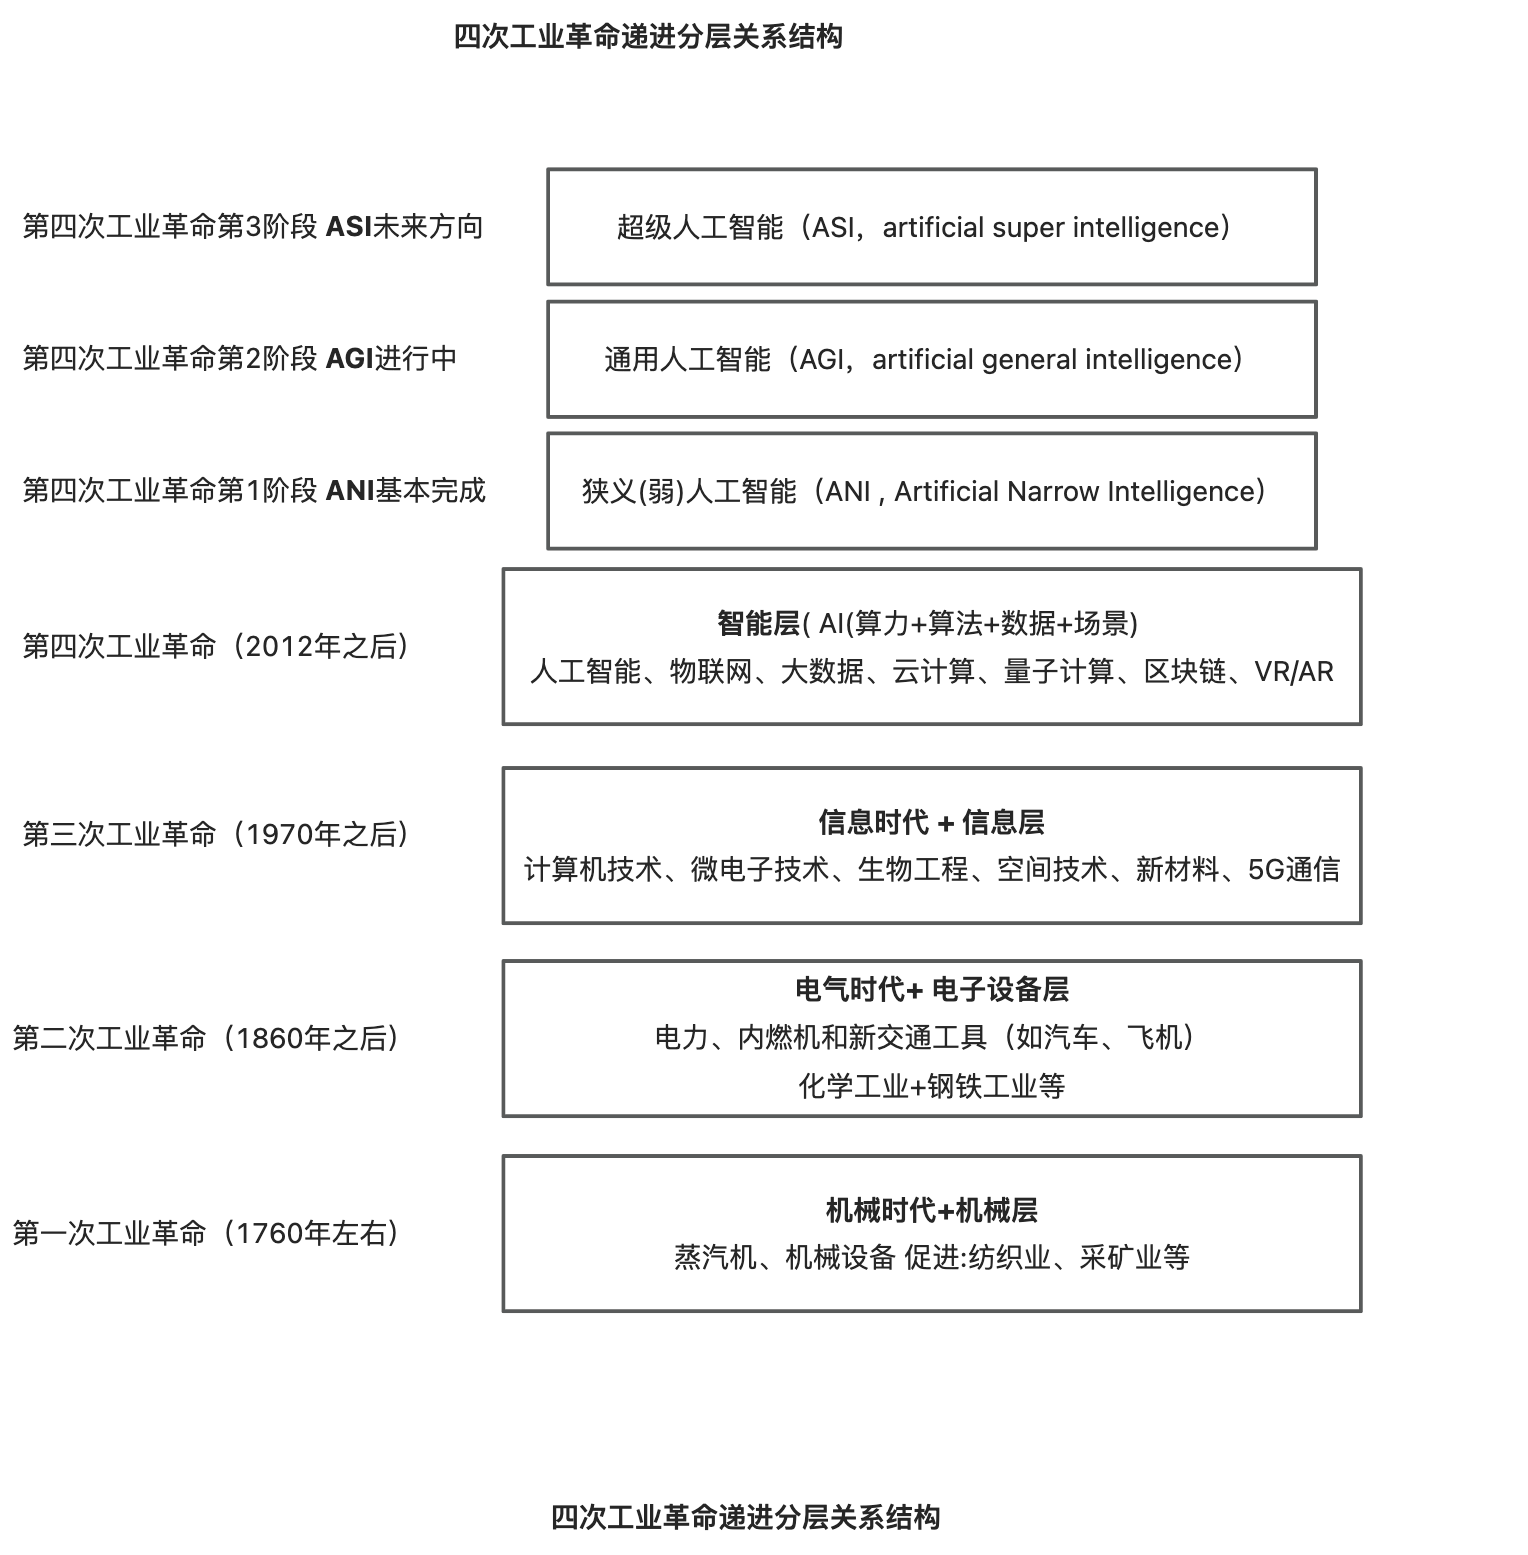 四次工业革命递进分层关系结构
第四次工业革命第3阶段 ASI未来方向
超级人工智能（ASI，artificial super intelligence）
第四次工业革命第2阶段 AGI进行中
通用人工智能（AGI，artificial general intelligence）
第四次工业革命第1阶段 ANI基本完成
狭义(弱)人工智能（ANI , Artificial Narrow Intelligence）
第四次工业革命（2012年之后）
智能层( AI(算力+算法+数据+场景)
人工智能、物联网、大数据、云计算、量子计算、区块链、VR/AR
第三次工业革命（1970年之后）
信息时代 + 信息层
计算机技术、微电子技术、生物工程、空间技术、新材料、5G通信
第二次工业革命（1860年之后）
电气时代+ 电子设备层
电力、内燃机和新交通工具（如汽车、飞机）
化学工业+钢铁工业等
第一次工业革命（1760年左右）
机械时代+机械层
蒸汽机、机械设备 促进:纺织业、采矿业等
四次工业革命递进分层关系结构